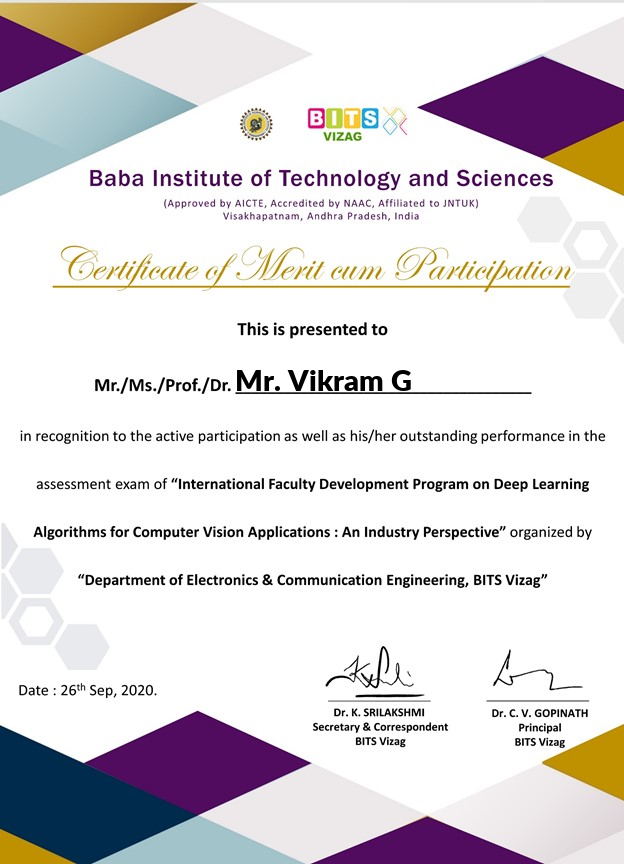 BITS
VIZAG
Baba Institute of Technology and Sciences
(Approved by AICTE, Accredited by NAAC, Affiliated to JNTUK)
Visakhapatnam, Andhra Pradesh, India
Certificate of Merit cum Participation
This is presented to
Mr./Ms./Prof./Dr. Mr. Vikram G
in recognition to the active participation as well as his/her outstanding performance in the
assessment exam of “International Faculty Development Program on Deep Learning
Algorithms for Computer Vision Applications : An Industry Perspective” organized by
“Department of Electronics & Communication Engineering, BITS Vizag”
Date : 26th Sep, 2020.
Dr. K. SRILAKSHMI
Secretary & Correspondent
BITS Vizag
Dr. C. V. GOPINATH
Principal
BITS Vizag